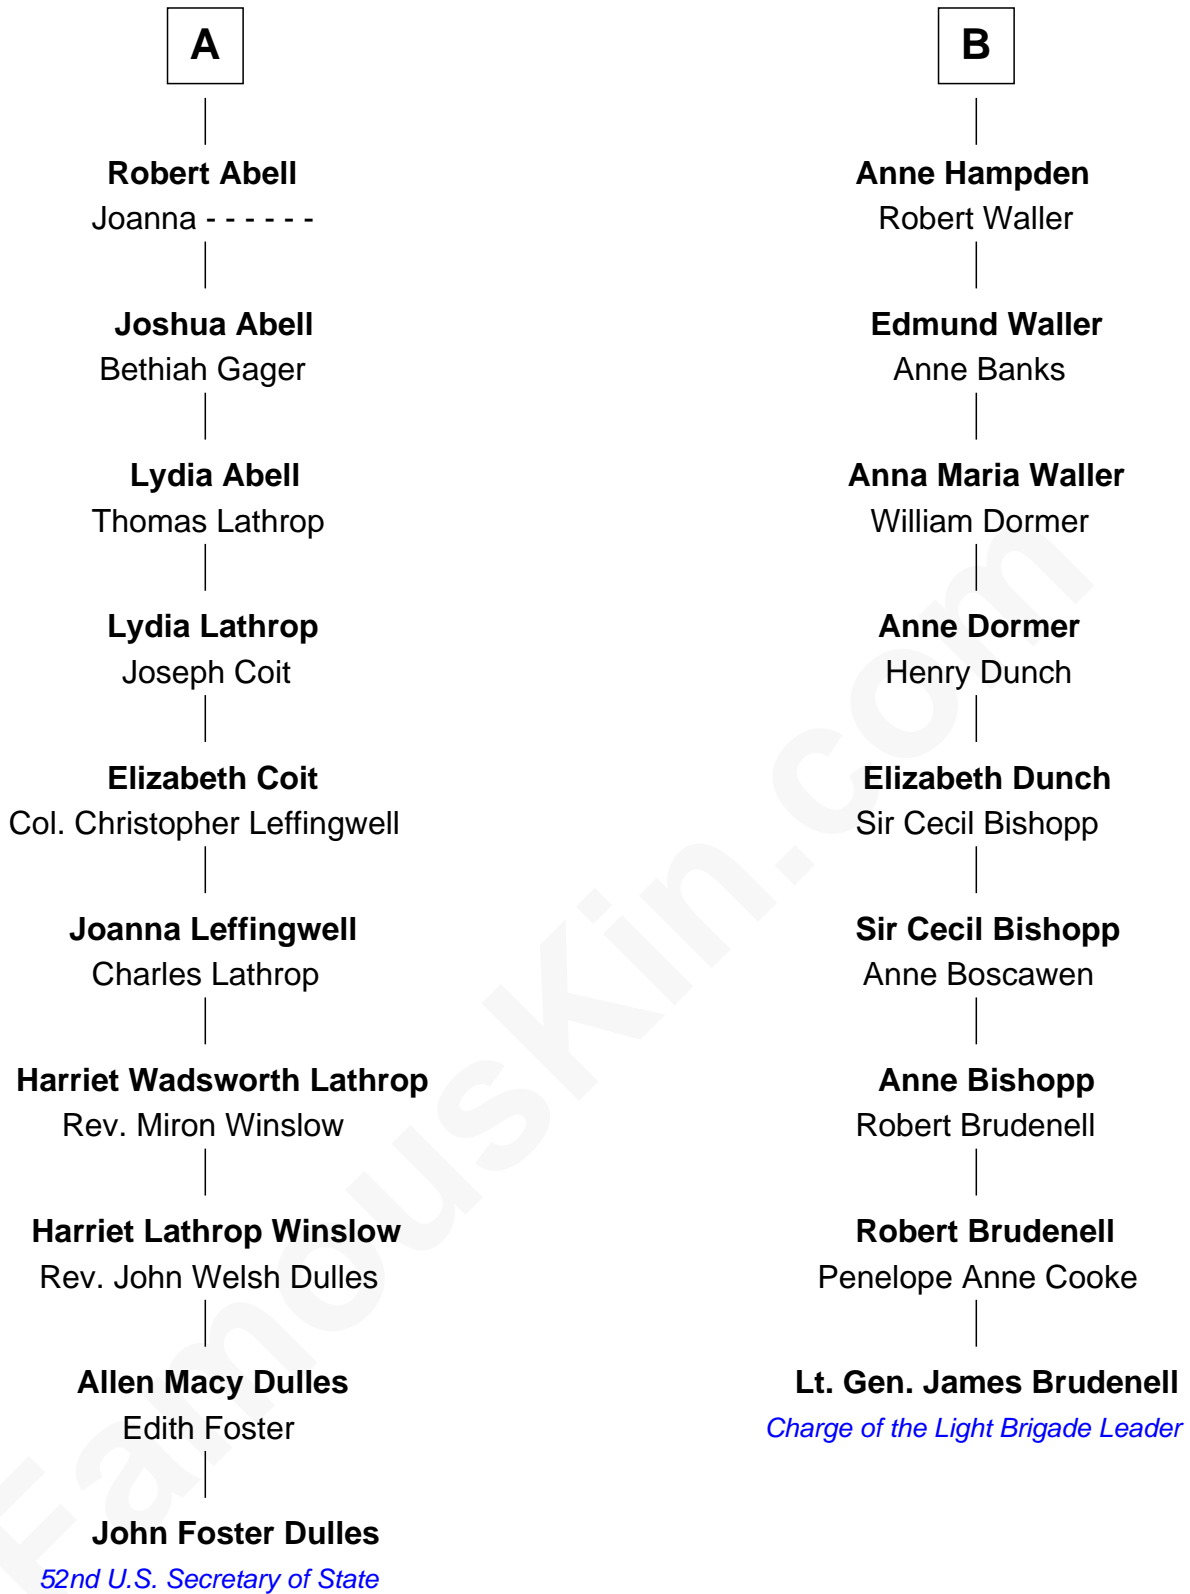 A
Robert Abell
Joanna - - - - - -
Joshua Abell
Bethiah Gager
Lydia Abell
Thomas Lathrop
Lydia Lathrop
Joseph Coit
Elizabeth Coit
Col. Christopher Leffingwell
Joanna Leffingwell
Charles Lathrop
Harriet Wadsworth Lathrop
Rev. Miron Winslow
Harriet Lathrop Winslow
Rev. John Welsh Dulles
Allen Macy Dulles
Edith Foster
John Foster Dulles
52nd U.S. Secretary of State
B
Anne Hampden
Robert Waller
Edmund Waller
Anne Banks
Anna Maria Waller
William Dormer
Anne Dormer
Henry Dunch
Elizabeth Dunch
Sir Cecil Bishopp
Sir Cecil Bishopp
Anne Boscawen
Anne Bishopp
Robert Brudenell
Robert Brudenell
Penelope Anne Cooke
Lt. Gen. James Brudenell
Charge of the Light Brigade Leader
FamousKin.com